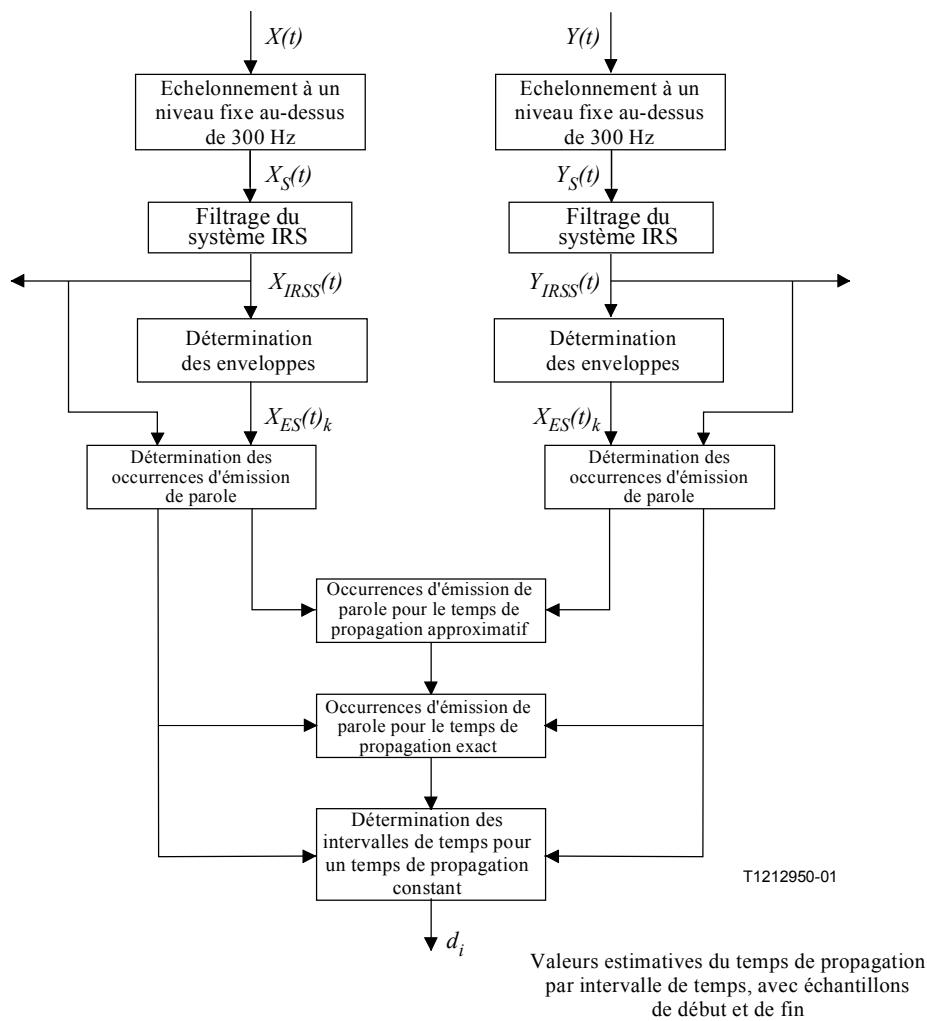 X(t)
Y(t)
Echelonnement à un
niveau fixe au-dessus
de 300 Hz
Echelonnement à un
niveau fixe au-dessus
de 300 Hz
X_S(t)
Y_S(t)
Filtrage du
système IRS
Filtrage du
système IRS
X_IRSS(t)
Y_IRSS(t)
Détermination
des enveloppes
Détermination
des enveloppes
X_ES(t)_k
X_ES(t)_k
Détermination des
occurrences d'émission
de parole
Détermination des
occurrences d'émission
de parole
Occurrences d'émission de
parole pour le temps de
propagation approximatif
Occurrences d'émission de
parole pour le temps de
propagation exact
Détermination des
intervalles de temps pour
un temps de propagation
constant
T1212950-01
d_i
Valeurs estimatives du temps de propagation
par intervalle de temps, avec échantillons
de début et de fin